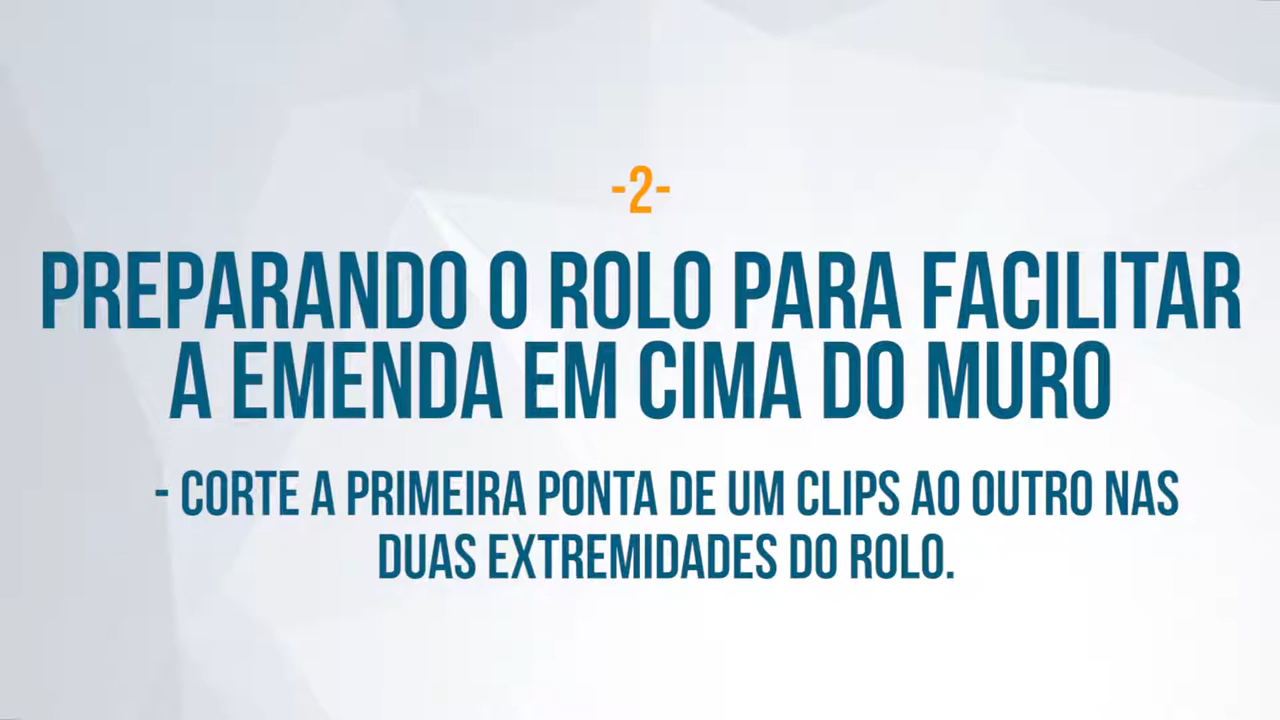 -2-
PREPARANDO O ROLO PARA FACILITAR
A EMENDA EM CIMA DO MURO
- CORTE A PRIMEIRA PONTA DE UM CLIPS AO OUTRO NAS
DUAS EXTREMIDADES DO ROLO.